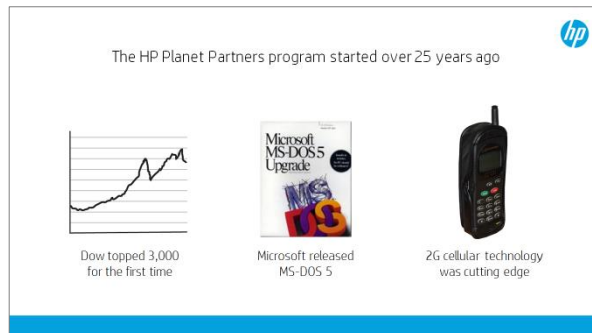 hp
The HP Planet Partners program started over 25 years ago
Microsoft
MS-DOS 5
Upgrade
MS
DOS
Dow topped 3,000
for the first time
Microsoft released
MS-DOS 5
2G cellular technology
was cutting edge